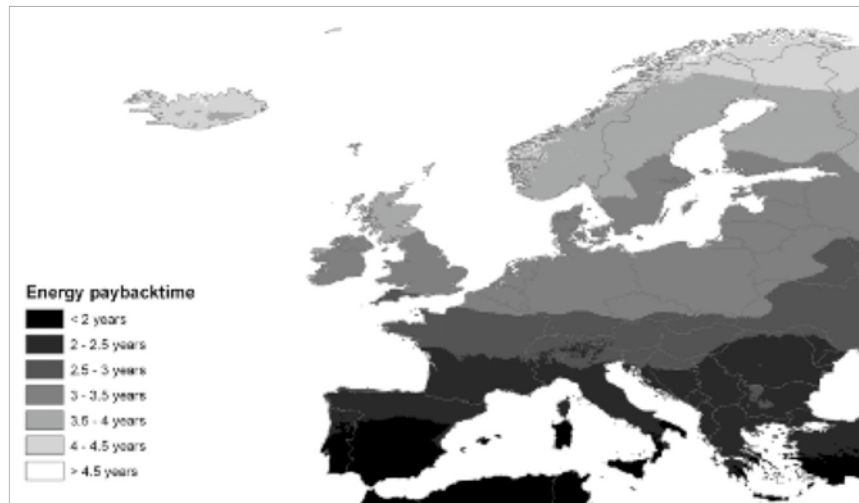 Energy paybacktime
< 2 years
2 - 2.5 years
2.5 - 3 years
3 - 3.5 years
3.5 - 4 years
4 - 4.5 years
> 4.5 years